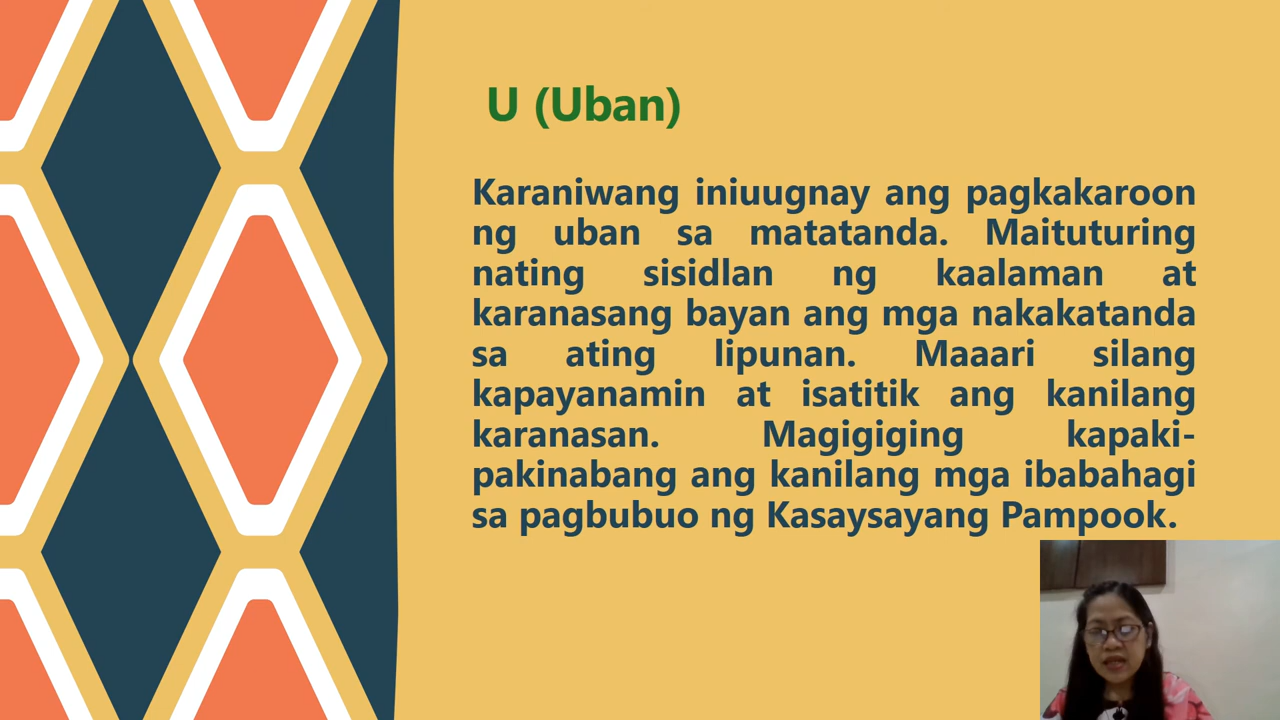 U (Uban)
Karaniwang iniuugnay ang pagkakaroon
ng uban sa matatanda. Maituturing
nating sisidlan ng kaalaman at
karanasang bayan ang mga nakakatanda
sa ating lipunan. Maaari silang
kapayanamin at isatitik ang kanilang
karanasan. Magigiging kapaki-
pakinabang ang kanilang mga ibabahagi
sa pagbubuo ng Kasaysayang Pampook.